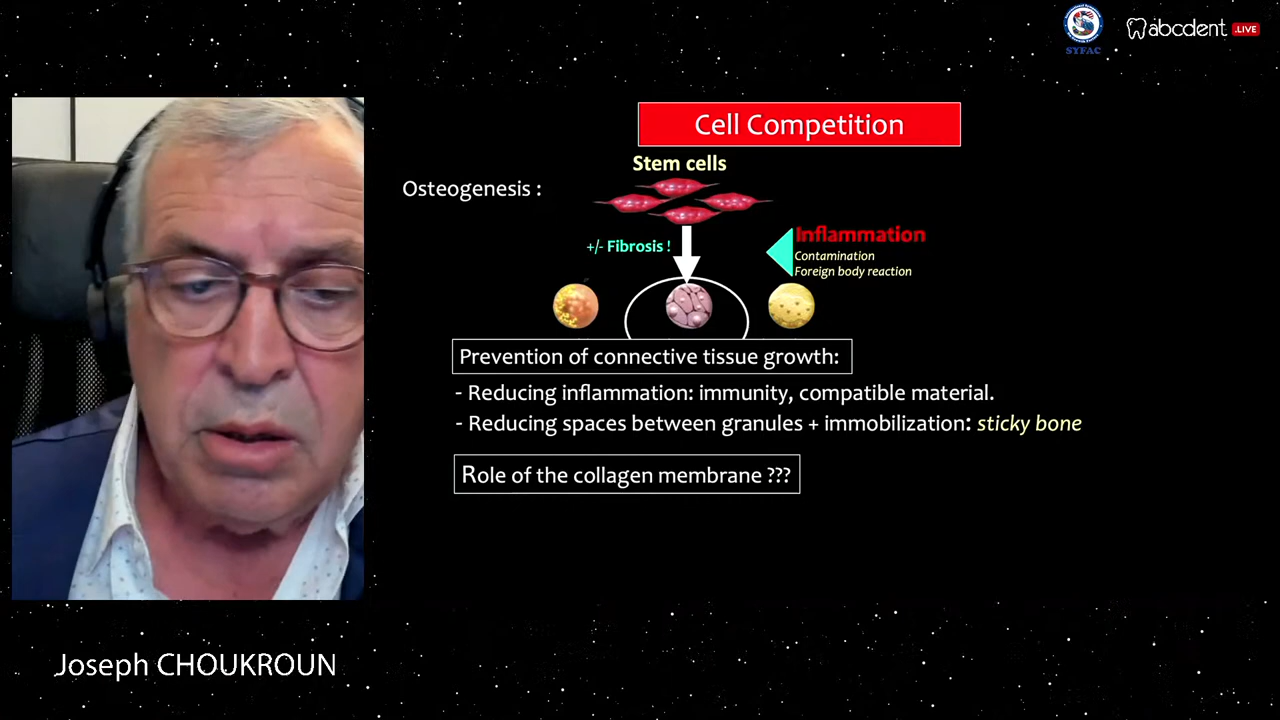 SYFAC
abcdent .LIVE
Cell Competition
Stem cells
Osteogenesis :
+/- Fibrosis !
Inflammation
Contamination
Foreign body reaction
Prevention of connective tissue growth:
- Reducing inflammation: immunity, compatible material.
- Reducing spaces between granules + immobilization: sticky bone
Role of the collagen membrane ???
Joseph CHOUKROUN